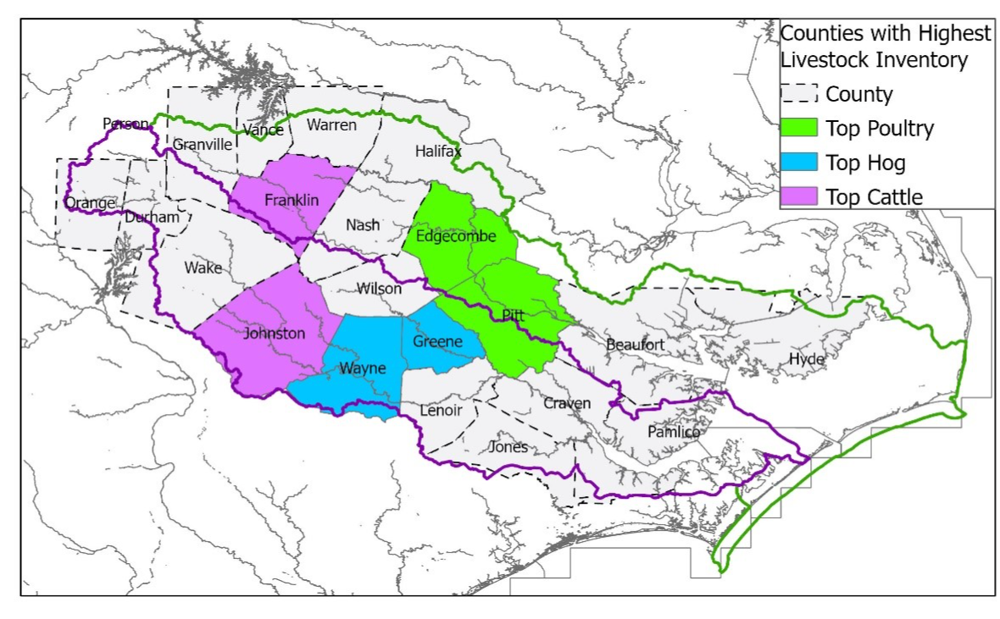 Counties with Highest
Livestock Inventory
County
Top Poultry
Top Hog
Top Cattle
Person
Vance
Warren
Granville
Halifax
Orange
Durham
Franklin
Nash
Edgecombe
Wake
Wilson
Pitt
Johnston
Greene
Beaufort
Hyde
Wayne
Lenoir
Craven
Pamlico
Jones